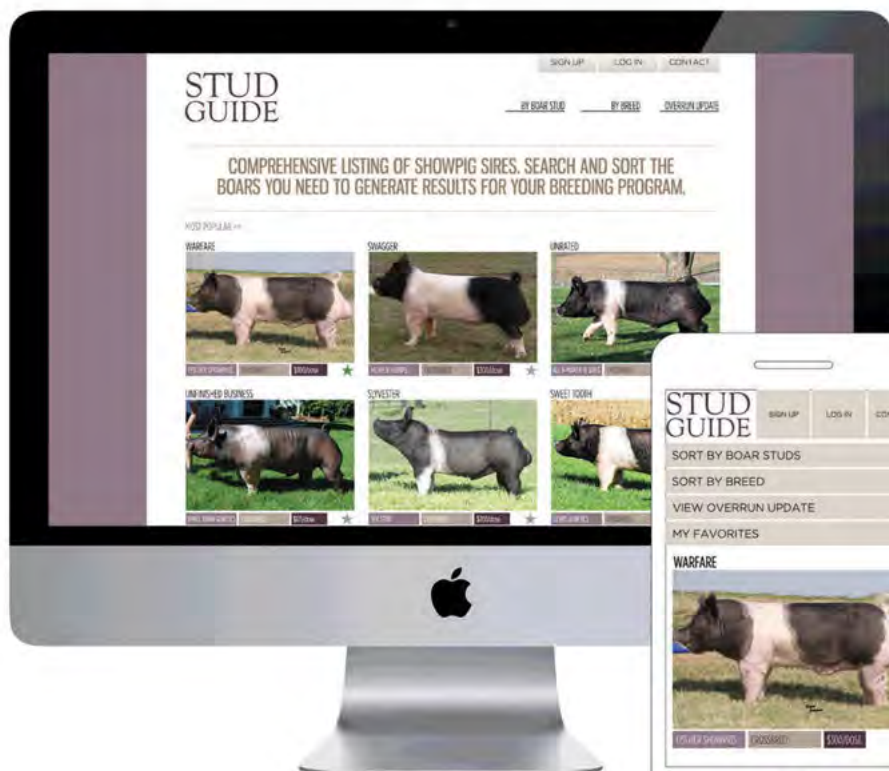 SIGN UP LOG IN CONTACT
STUD
GUIDE
BY BOAR STUD BY BREED OVERRUN UPDATE
COMPREHENSIVE LISTING OF SHOWPIG SIRES. SEARCH AND SORT THE
BOARS YOU NEED TO GENERATE RESULTS FOR YOUR BREEDING PROGRAM.
MOST POPULAR
WARFARE SWAGGER UNRATED
UNFINISHED BUSINESS SLYVESTER SWEET TOOTH
STUD
GUIDE
SIGN UP LOG IN
SORT BY BOAR STUDS
SORT BY BREED
VIEW OVERRUN UPDATE
MY FAVORITES
WARFARE
CROSSBRED $300/DOSE